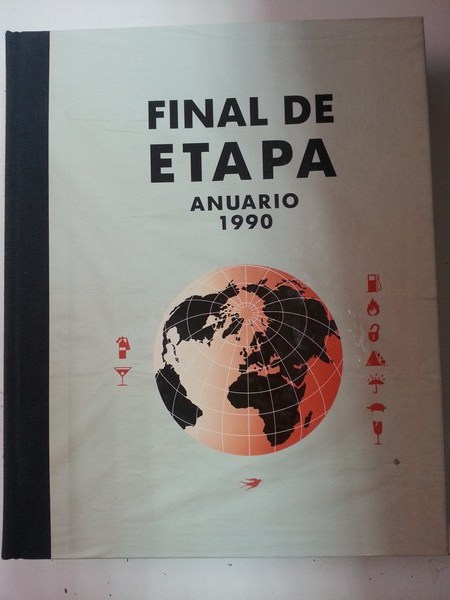 FINAL DE
ETAPA
ANUARIO
1990